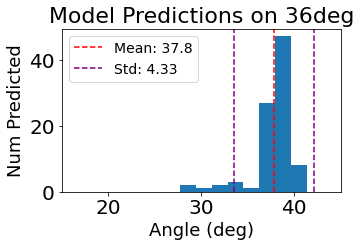 Model Predictions on 36deg
Mean: 37.8
Std: 4.33
Num Predicted
40
20
0
20
30
40
Angle (deg)